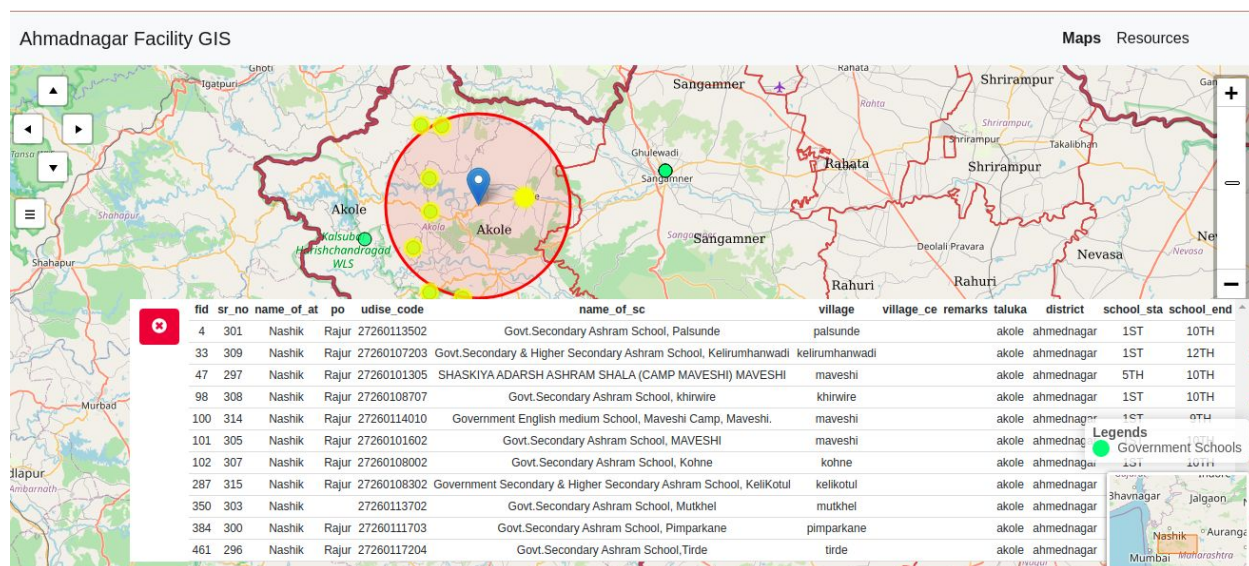 Ahmadnagar Facility GIS
Maps Resources
Ghoti
Igatpuri
Sangamner
Rahata
Shrirampur
Rahta
Shrirampur
Shrirampur
Takalibhan
Ghulewadi
Rahata
Shrirampur
Sangamner
Shahapur
Akole
Akola
Akole
Kalsubai
Harishchandragad
WLS
Sangamner
Deolali Pravara
Nevasa
Nevasa
Shahapur
Rahuri
Rahuri
Rahuri
fid sr_no name_of_at po udise_code name_of_sc village village_ce remarks taluka district school_sta school_end
4 301 Nashik Rajur 27260113502 Govt.Secondary Ashram School, Palsunde palsunde akole ahmednagar 1ST 10TH
33 309 Nashik Rajur 27260107203 Govt.Secondary & Higher Secondary Ashram School, Kelirumhanwadi kelirumhanwadi akole ahmednagar 1ST 12TH
47 297 Nashik Rajur 27260101305 SHASKIYA ADARSH ASHRAM SHALA (CAMP MAVESHI) MAVESHI maveshi akole ahmednagar 5TH 10TH
98 308 Nashik Rajur 27260108707 Govt.Secondary Ashram School, khirwire khirwire akole ahmednagar 1ST 10TH
100 314 Nashik Rajur 27260114010 Government English medium School, Maveshi Camp, Maveshi. maveshi akole ahmednagar 1ST 9TH
101 305 Nashik Rajur 27260101602 Govt.Secondary Ashram School, MAVESHI maveshi akole ahmednagar
102 307 Nashik Rajur 27260108002 Govt.Secondary Ashram School, Kohne kohne akole ahmednagar 1ST 10TH
287 315 Nashik Rajur 27260108302 Government Secondary & Higher Secondary Ashram School, KeliKotul kelikotul akole ahmednagar
350 303 Nashik 27260113702 Govt.Secondary Ashram School, Mutkhel mutkhel akole ahmednagar
384 300 Nashik Rajur 27260111703 Govt.Secondary Ashram School, Pimparkane pimparkane akole ahmednagar
461 296 Nashik Rajur 27260117204 Govt.Secondary Ashram School,Tirde tirde akole ahmednagar
Legends
Government Schools
Murbad
Ambarnath
Bhavnagar
Jalgaon
Nashik
Auranga
Mumbai
Maharashtra